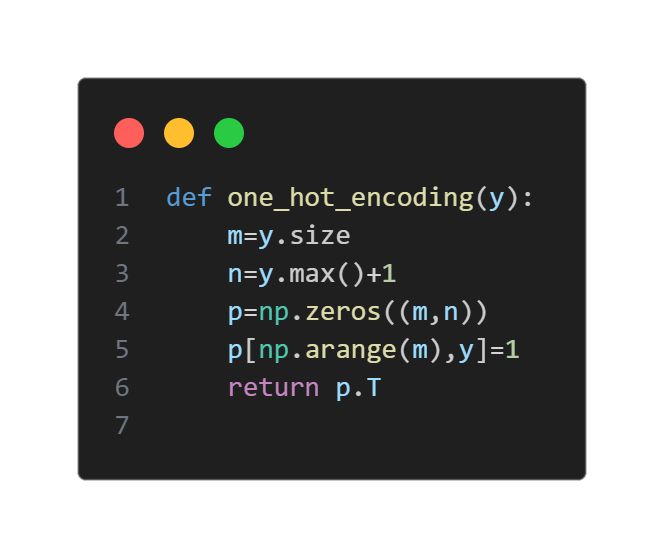 1 def one_hot_encoding(y):
2     m=y.size
3     n=y.max()+1
4     p=np.zeros((m,n))
5     p[np.arange(m),y]=1
6     return p.T
7